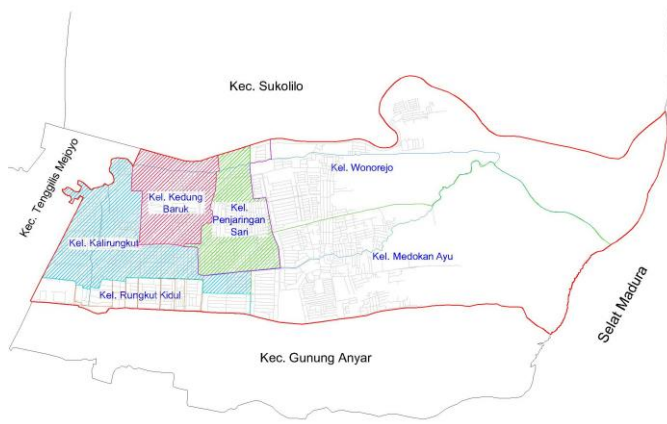 Kec. Sukolilo
Kec. Tenggilis Mejoyo
Kel. Wonorejo
Kel. Kedung
Baruk
Kel.
Penjaringan
Sari
Kel. Kalirungkut
Kel. Medokan Ayu
Kel. Rungkut Kidul
Selat Madura
Kec. Gunung Anyar